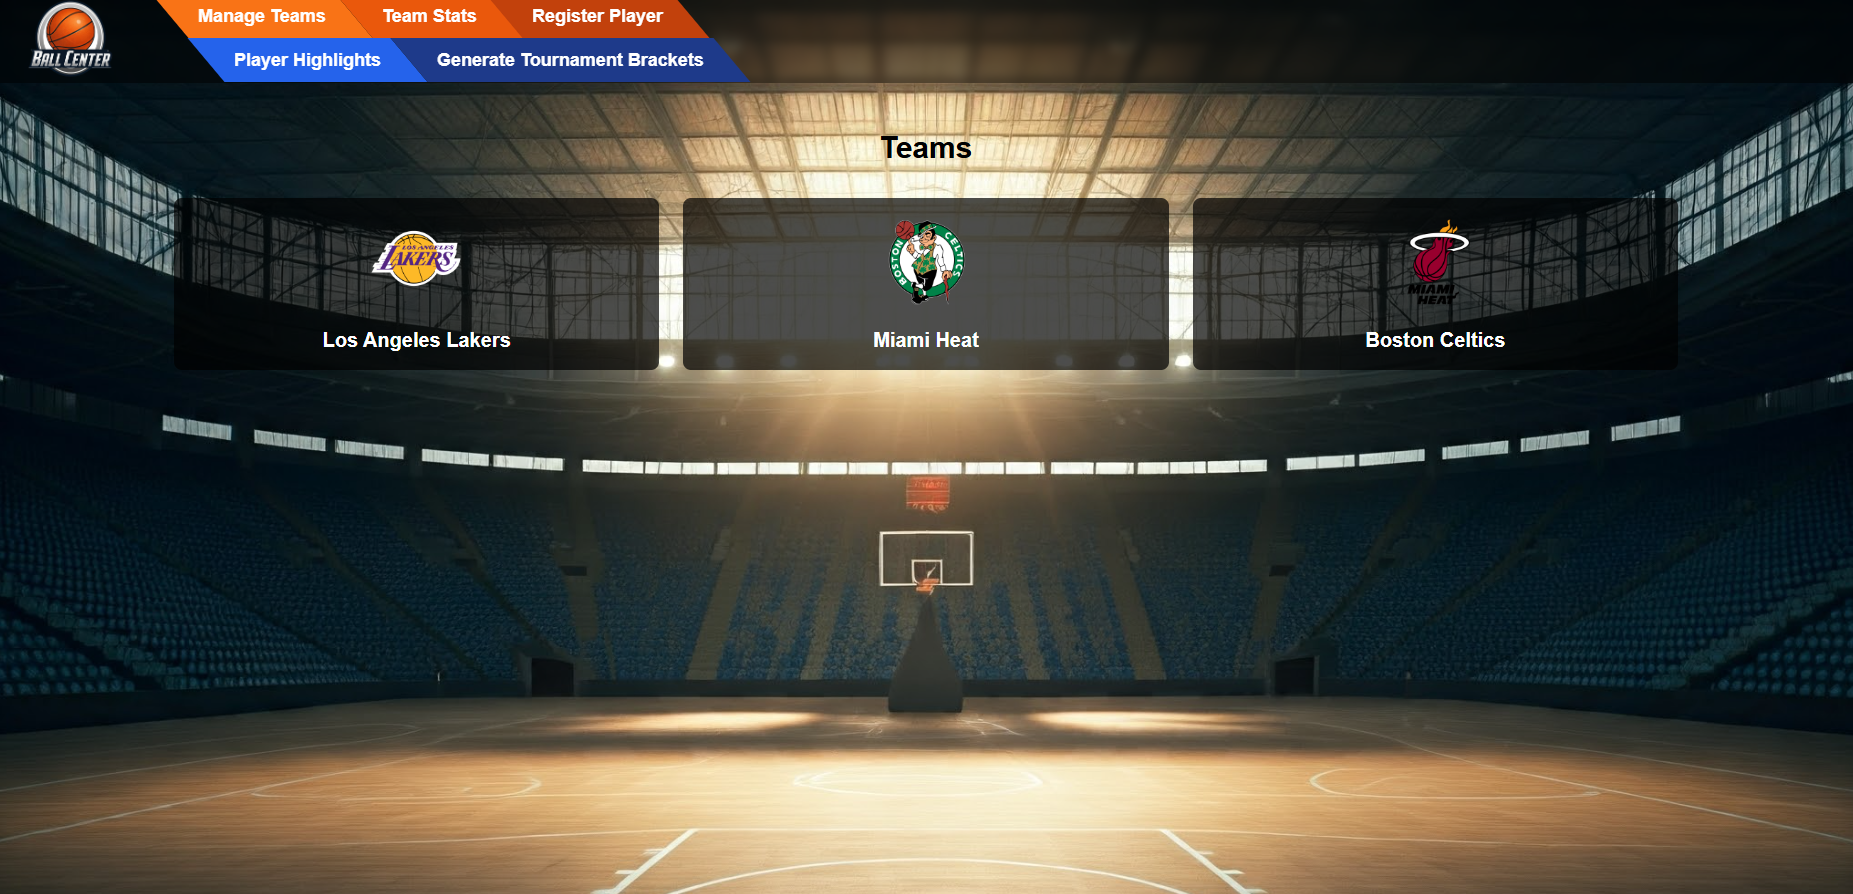 BALL CENTER
Manage Teams
Team Stats
Register Player
Player Highlights
Generate Tournament Brackets
Teams
LOS ANGELES
LAKERS
Los Angeles Lakers
BOSTON CELTICS
Miami Heat
MIAMI
HEAT
Boston Celtics